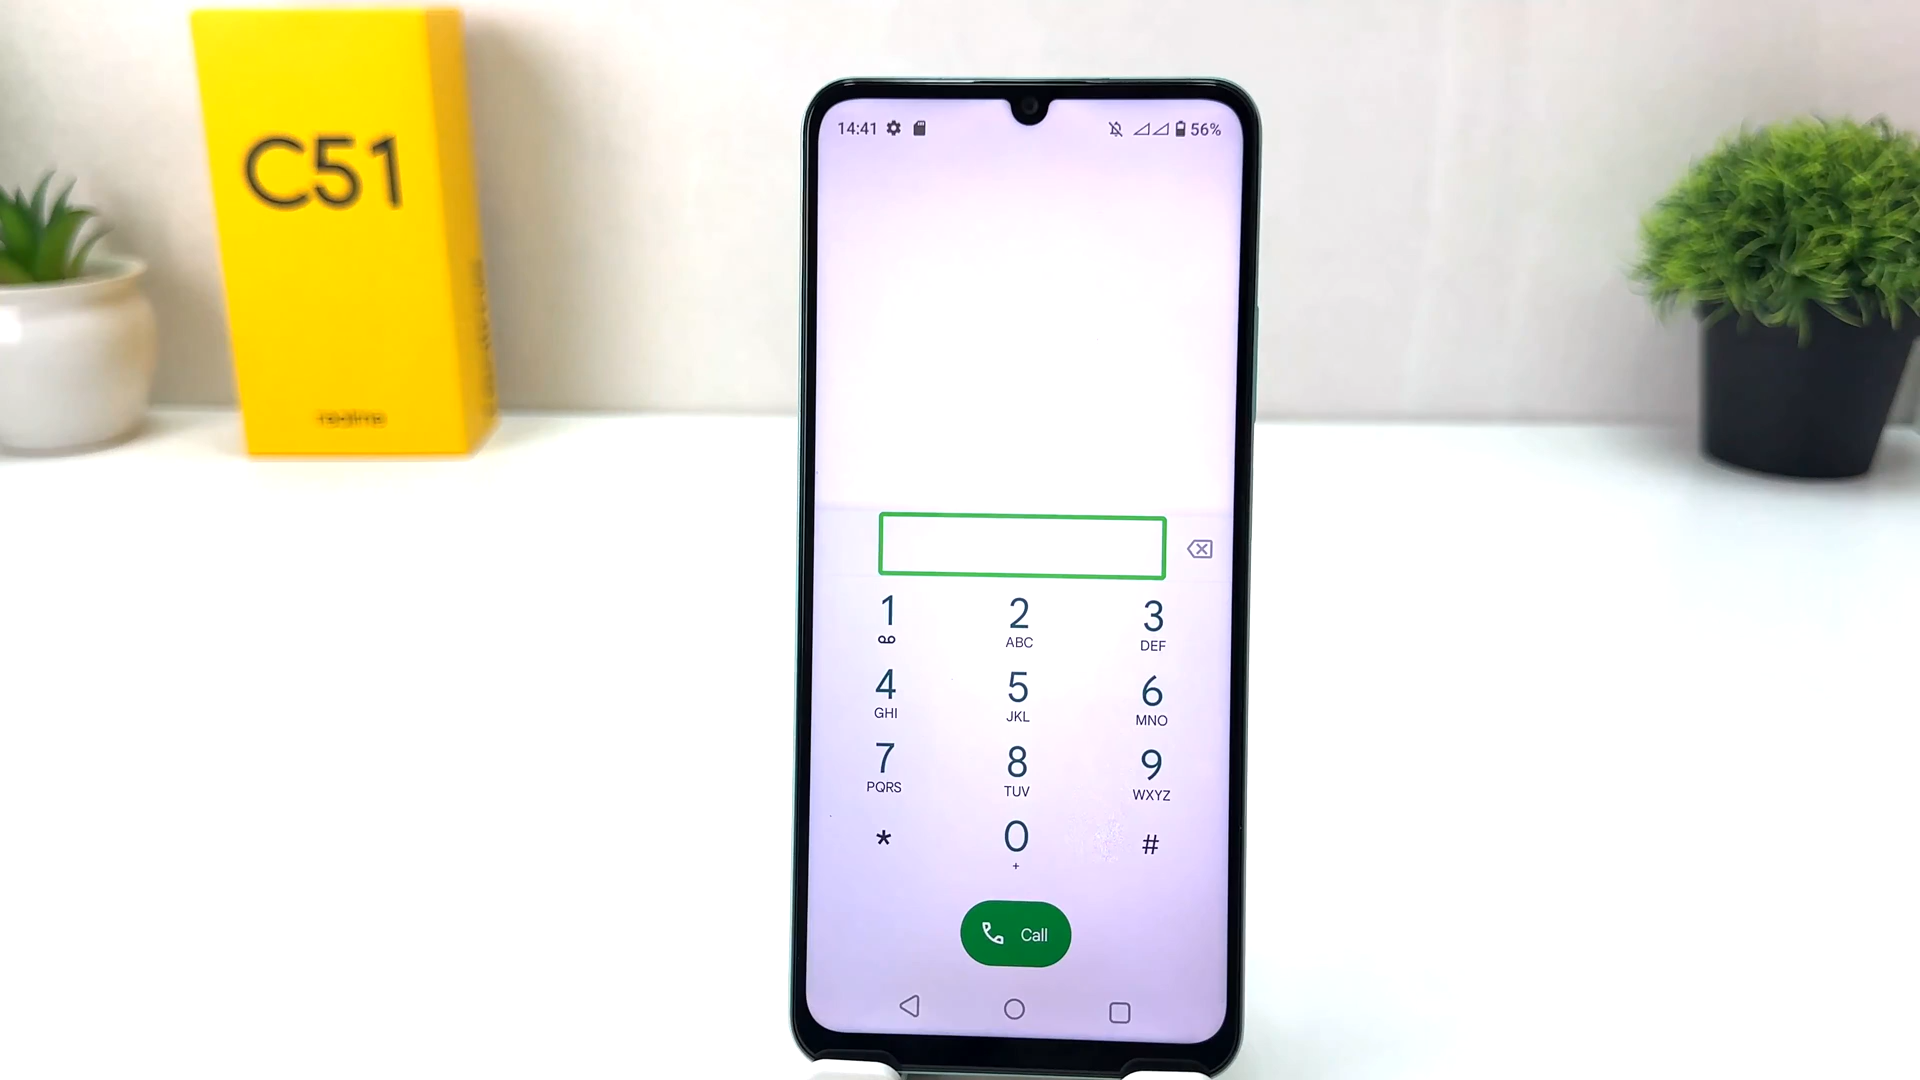 C51
realme
14:41
56%
1
2
ABC
3
DEF
4
GHI
5
JKL
6
MNO
7
PQRS
8
TUV
9
WXYZ
*
0
+
#
Call